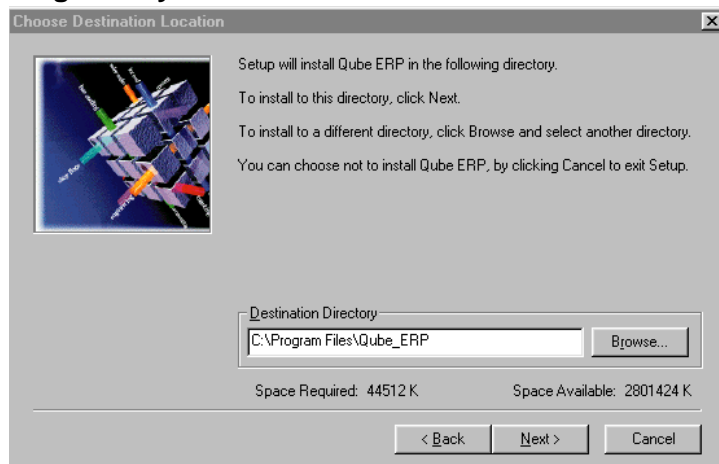 Choose Destination Location
Setup will install Qube ERP in the following directory.
To install to this directory, click Next.
To install to a different directory, click Browse and select another directory.
You can choose not to install Qube ERP, by clicking Cancel to exit Setup.
Destination Directory
C:\Program Files\Qube_ERP
Browse...
Space Required: 44512 K
Space Available: 2801424 K
< Back
Next >
Cancel